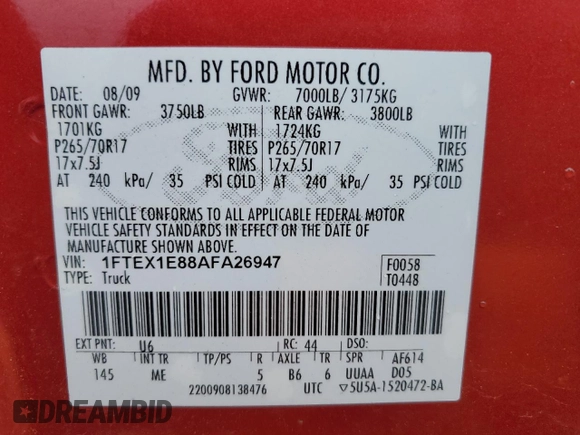 MFD. BY FORD MOTOR CO.
DATE: 08/09 GVWR: 7000LB/ 3175KG
FRONT GAWR: 3750LB REAR GAWR: 3800LB
1701KG WITH 1724KG WITH
P265/70R17 TIRES P265/70R17 TIRES
17x7.5J RIMS 17x7.5J RIMS
AT 240 kPa/ 35 PSI COLD AT 240 kPa/ 35 PSI COLD
THIS VEHICLE CONFORMS TO ALL APPLICABLE FEDERAL MOTOR
VEHICLE SAFETY STANDARDS IN EFFECT ON THE DATE OF
MANUFACTURE SHOWN ABOVE.
VIN: 1FTEX1E88AFA26947 F0058
TYPE: Truck T0448
EXT PNT: U6 RC: 44 DSO:
WB INT TR TP/PS R AXLE TR SPR AF614
145 ME 5 B6 6 UUAA D05
2200908138476 UTC ▽5U5A-1520472-BA
DREAMBID